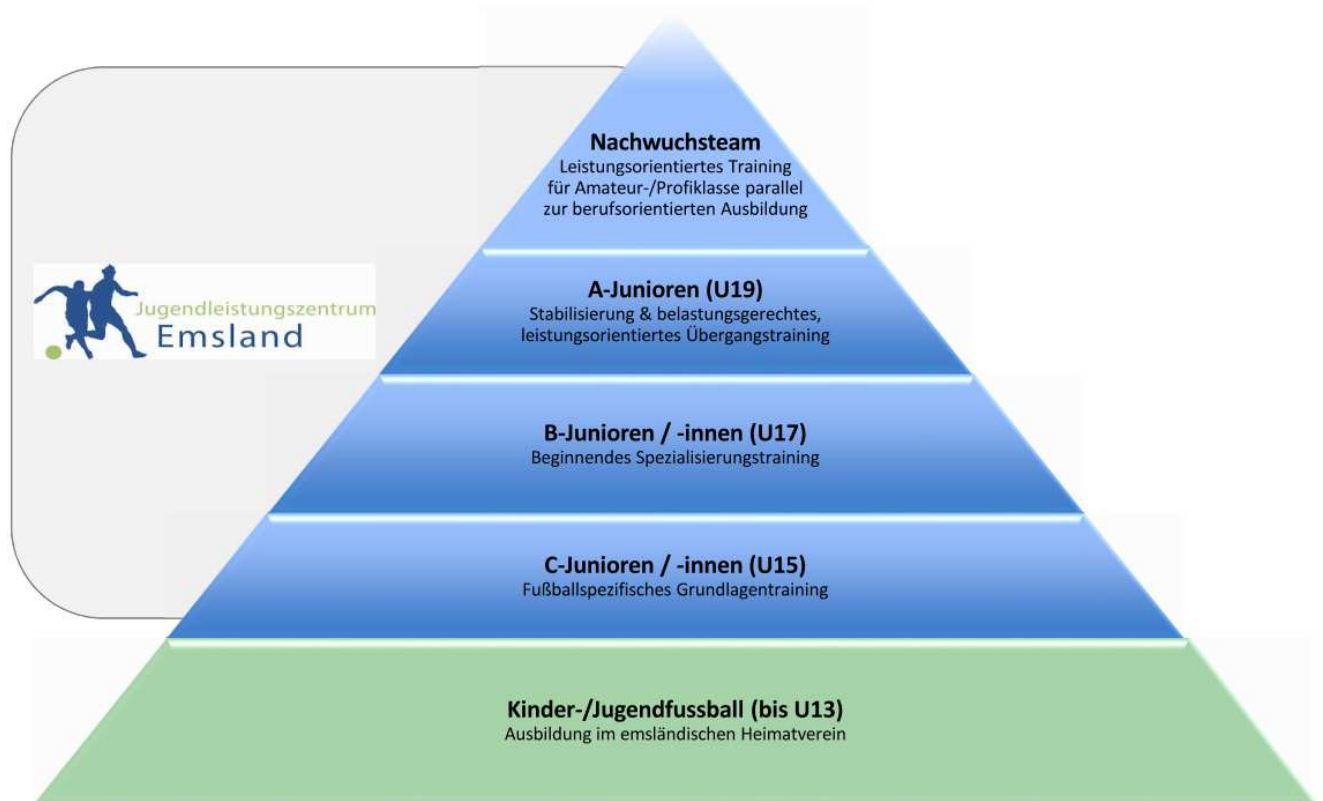 Nachwuchsteam
Leistungsorientiertes Training
für Amateur-/Profiklasse parallel
zur berufsorientierten Ausbildung
Jugendleistungszentrum
Emsland
A-Junioren (U19)
Stabilisierung & belastungsgerechtes,
leistungsorientiertes Übergangstraining
B-Junioren / -innen (U17)
Beginnendes Spezialisierungstraining
C-Junioren / -innen (U15)
Fußballspezifisches Grundlagentraining
Kinder-/Jugendfussball (bis U13)
Ausbildung im emsländischen Heimatverein